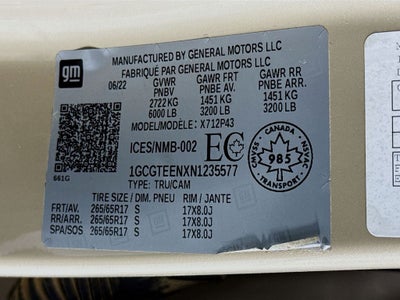 gm
MANUFACTURED BY GENERAL MOTORS LLC
FABRIQUÉ PAR GENERAL MOTORS LLC
06/22 GVWR GAWR FRT GAWR RR
PNBV PNBE AV. PNBE ARR.
2722 KG 1451 KG 1451 KG
6000 LB 3200 LB 3200 LB
MODEL/MODÈLE: X712P43
ICES/NMB-002 EC
CANADA
CMVSS 985 NSVAC
TRANSPORT
661G
1GCGTEENXN1235577
TYPE: TRU/CAM
TIRE SIZE / DIM. PNEU RIM / JANTE
FRT/AV. 265/65R17 S 17X8.0J
RR/ARR. 265/65R17 S 17X8.0J
SPA/SOS 265/65R17 S 17X8.0J